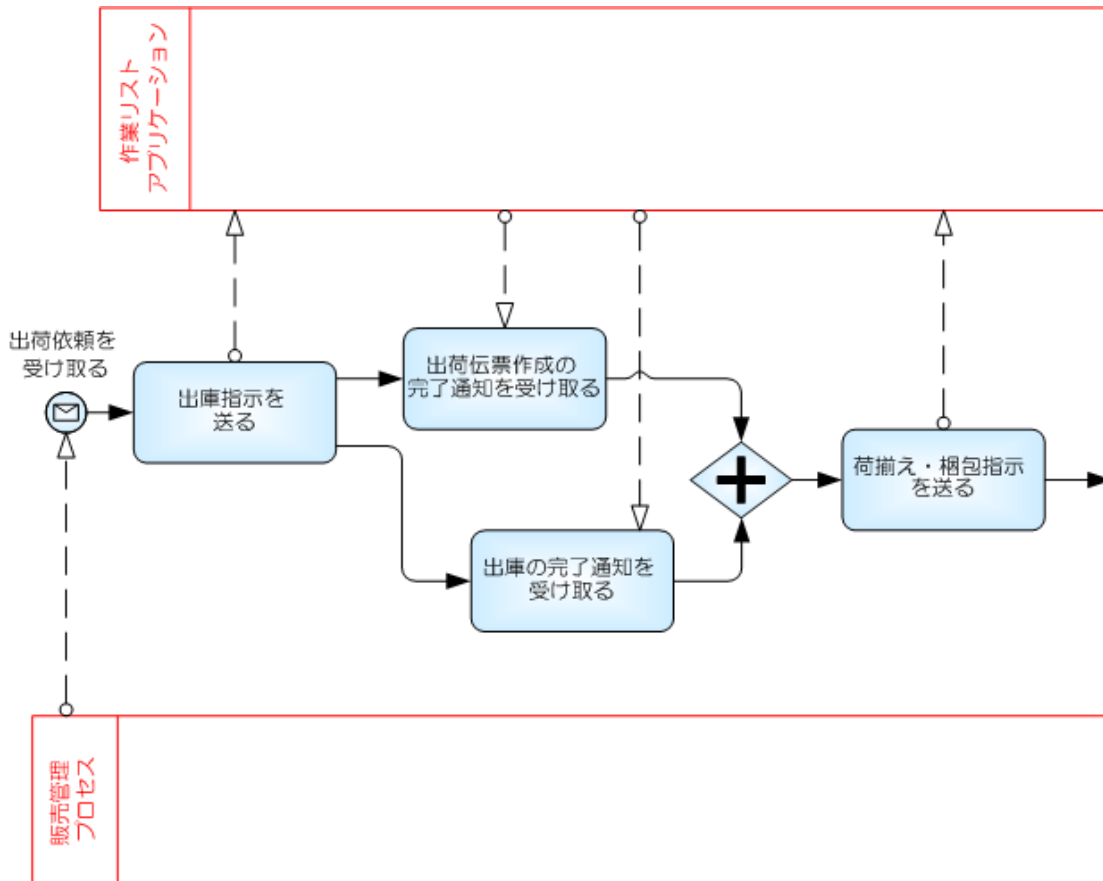 作業リスト
アプリケーション
出荷依頼を
受け取る
出庫指示を
送る
出荷伝票作成の
完了通知を受け取る
荷揃え・梱包指示
を送る
出庫の完了通知を
受け取る
販売管理
プロセス